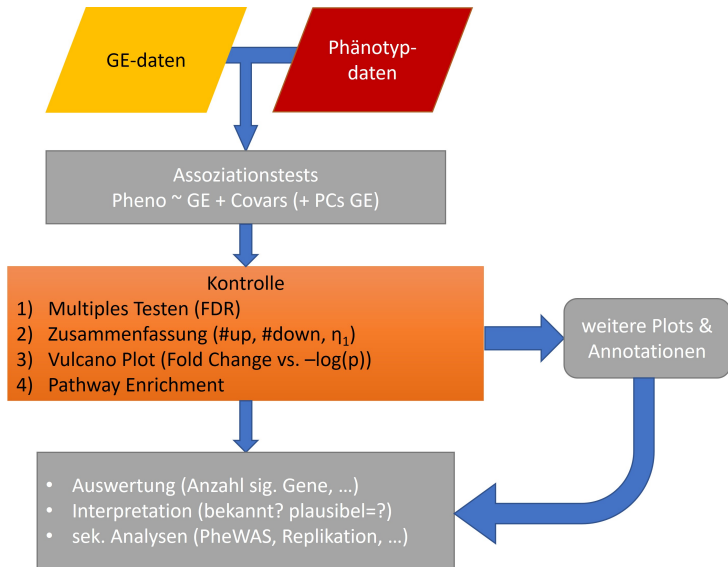 GE-daten
Phänotyp-
daten
Assoziationstests
Pheno ~ GE + Covars (+ PCs GE)
Kontrolle
1) Multiples Testen (FDR)
2) Zusammenfassung (#up, #down, η₁)
3) Vulcano Plot (Fold Change vs. –log(p))
4) Pathway Enrichment
weitere Plots &
Annotationen
• Auswertung (Anzahl sig. Gene, ...)
• Interpretation (bekannt? plausibel=?)
• sek. Analysen (PheWAS, Replikation, ...)